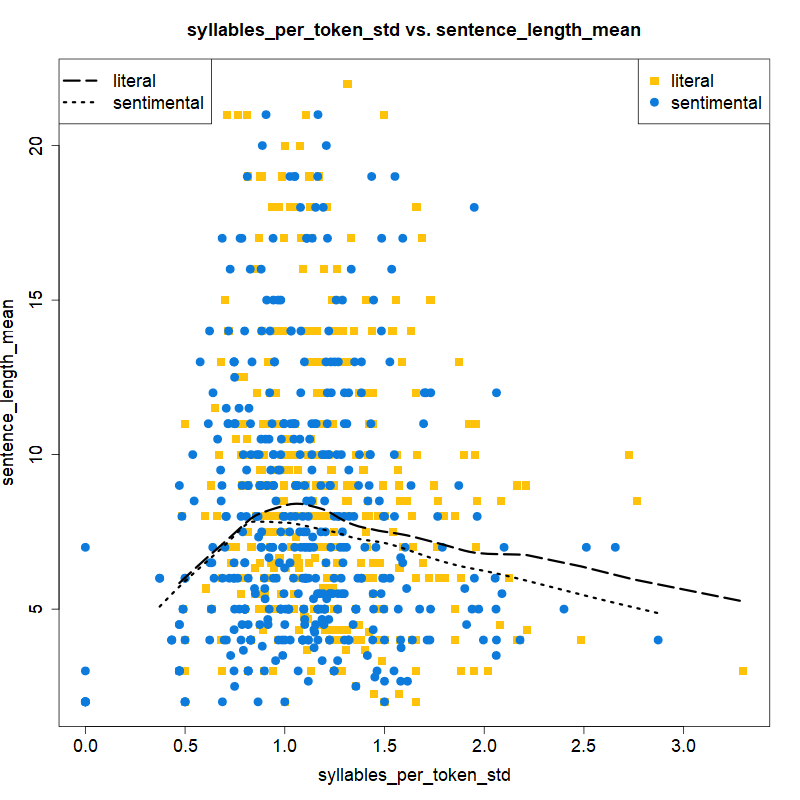 syllables_per_token_std vs. sentence_length_mean
literal
sentimental
literal
sentimental
sentence_length_mean
20
15
10
5
0.0 0.5 1.0 1.5 2.0 2.5 3.0
syllables_per_token_std